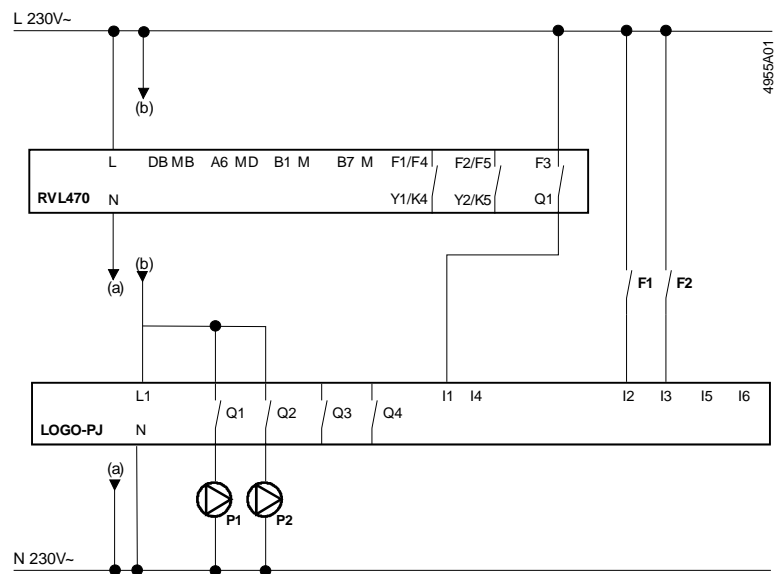 L 230V~
4955A01
(b)
L DB MB A6 MD B1 M B7 M F1/F4 F2/F5 F3
RVL470 N Y1/K4 Y2/K5 Q1
(a) (b)
F1 F2
L1 I1 I4 I2 I3 I5 I6
Q1 Q2 Q3 Q4
LOGO-PJ N
(a)
P1 P2
N 230V~